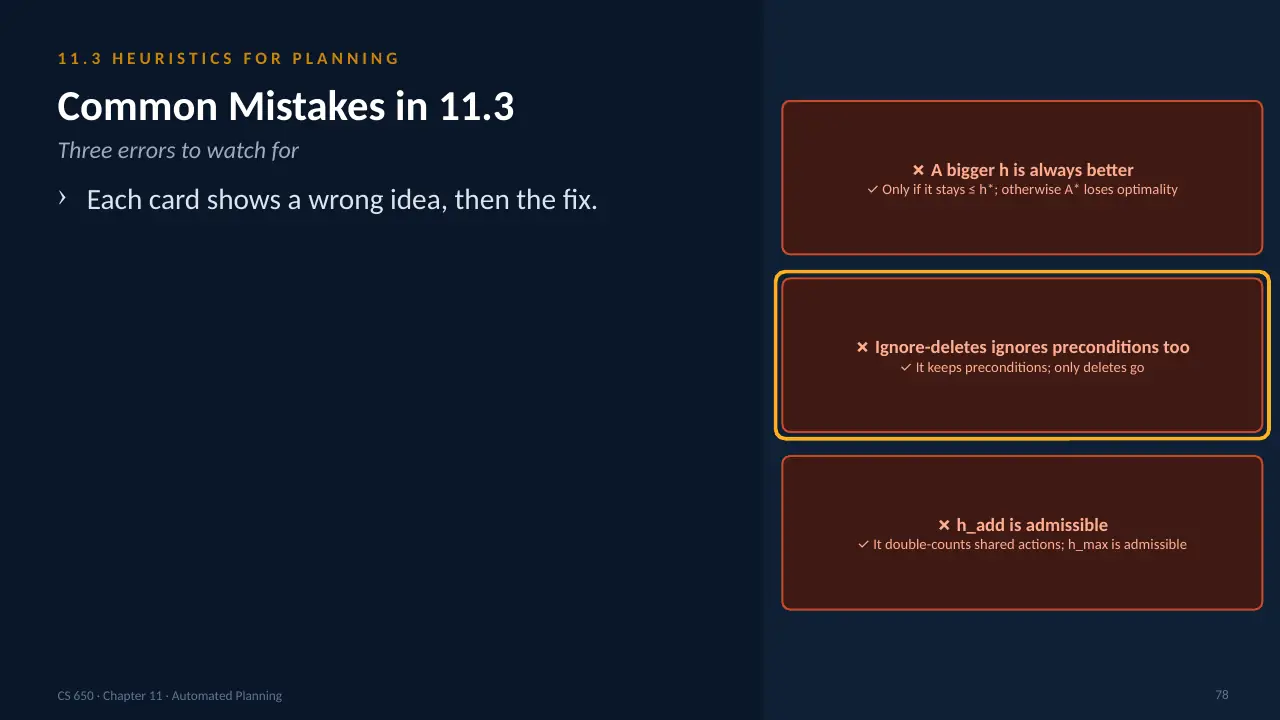 11.3 HEURISTICS FOR PLANNING
Common Mistakes in 11.3
Three errors to watch for
› Each card shows a wrong idea, then the fix.
✕ A bigger h is always better
✓ Only if it stays ≤ h*; otherwise A* loses optimality
✕ Ignore-deletes ignores preconditions too
✓ It keeps preconditions; only deletes go
✕ h_add is admissible
✓ It double-counts shared actions; h_max is admissible
CS 650 · Chapter 11 · Automated Planning
78